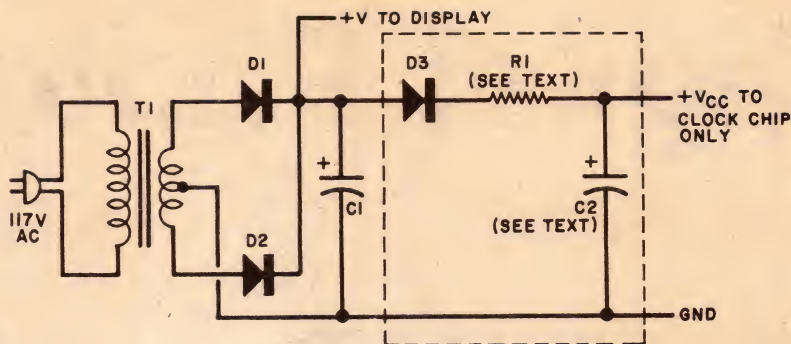 +V TO DISPLAY
D1
D3
R1
(SEE TEXT)
T1
+VCC TO
CLOCK CHIP
ONLY
+
C1
+
C2
(SEE TEXT)
117V
AC
D2
GND